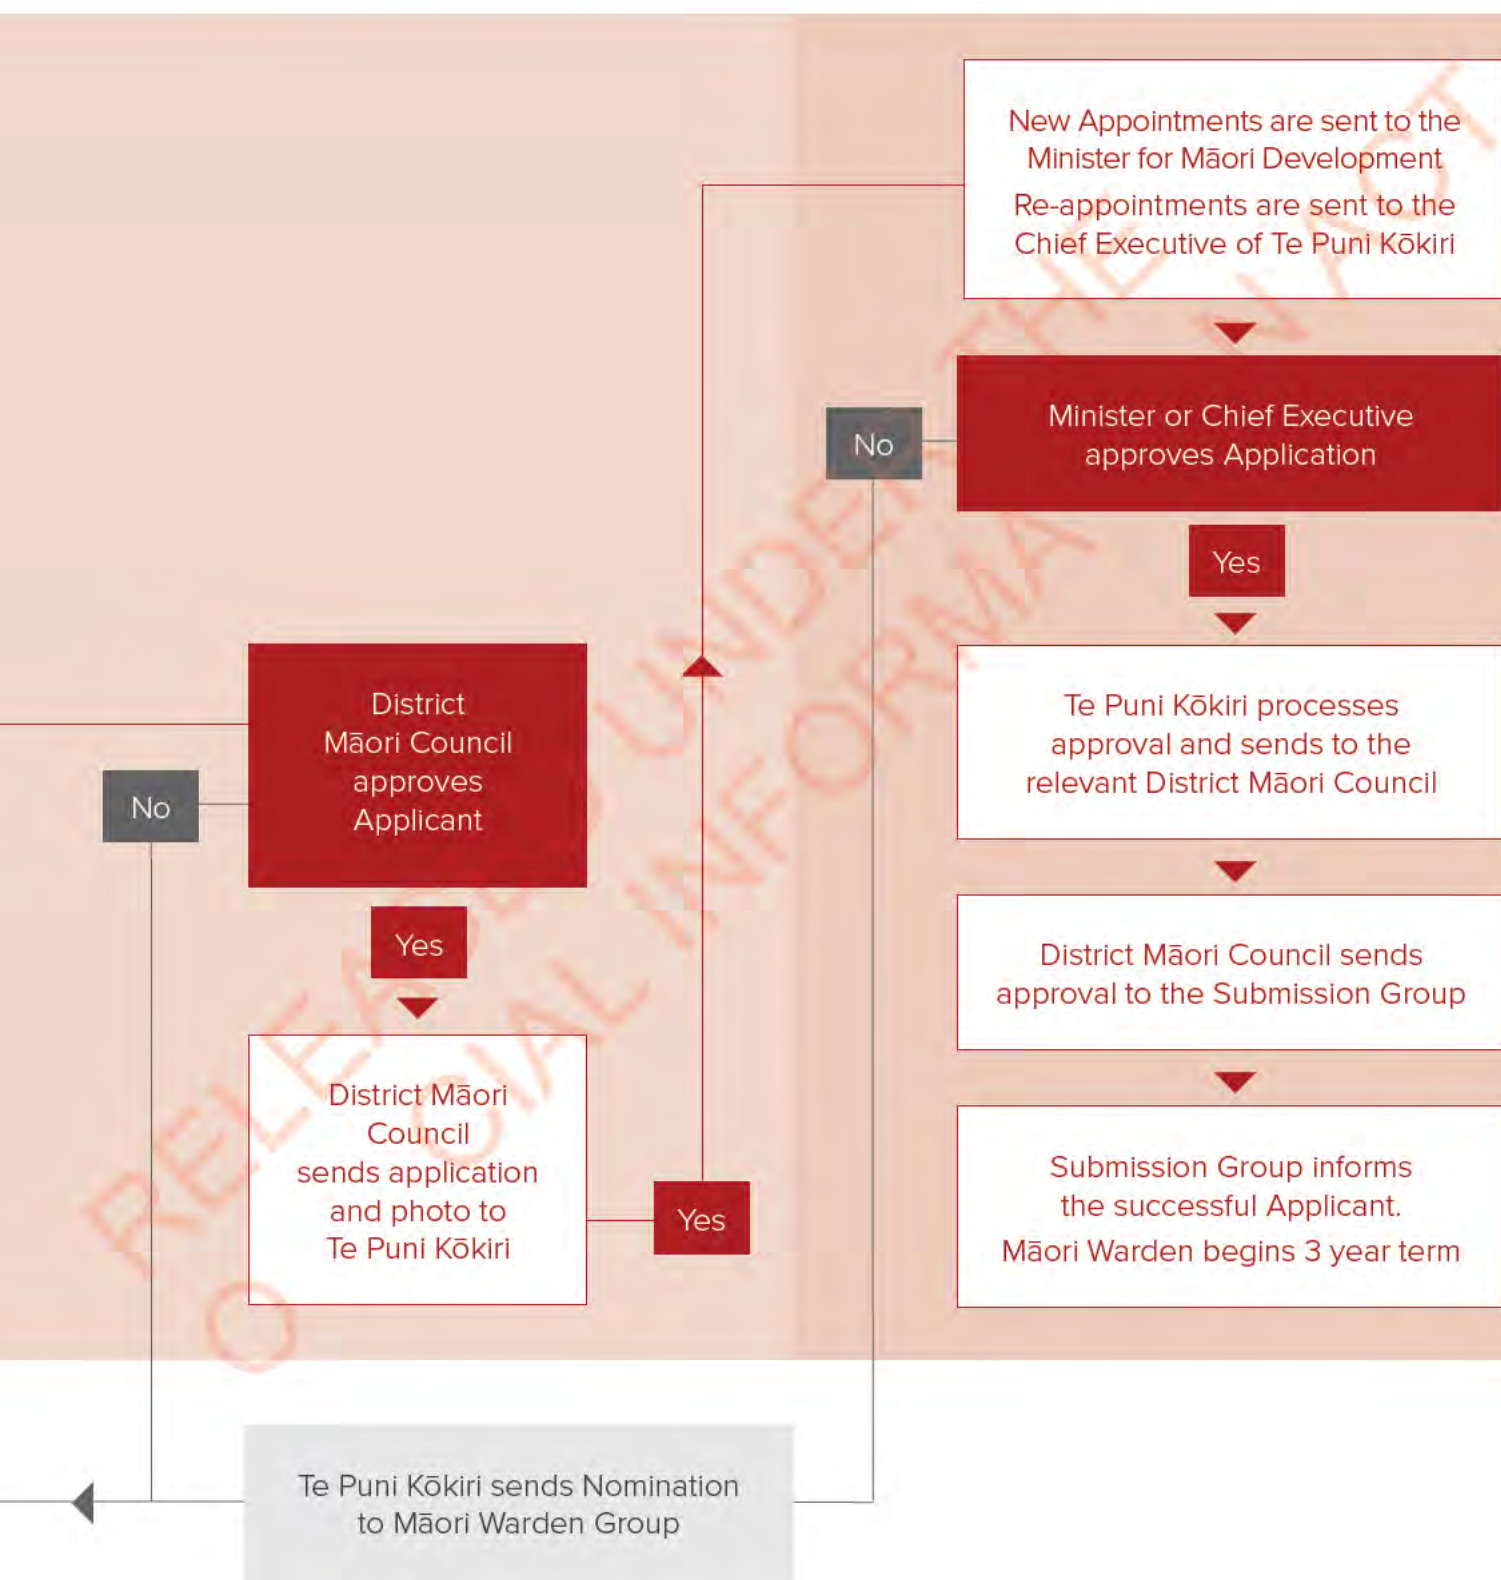 District
Māori Council
approves
Applicant
No
Yes
District Māori
Council
sends application
and photo to
Te Puni Kōkiri
Yes
New Appointments are sent to the
Minister for Māori Development
Re-appointments are sent to the
Chief Executive of Te Puni Kōkiri
Minister or Chief Executive
approves Application
No
Yes
Te Puni Kōkiri processes
approval and sends to the
relevant District Māori Council
District Māori Council sends
approval to the Submission Group
Submission Group informs
the successful Applicant.
Māori Warden begins 3 year term
Te Puni Kōkiri sends Nomination
to Māori Warden Group
UNDER THE
ACT